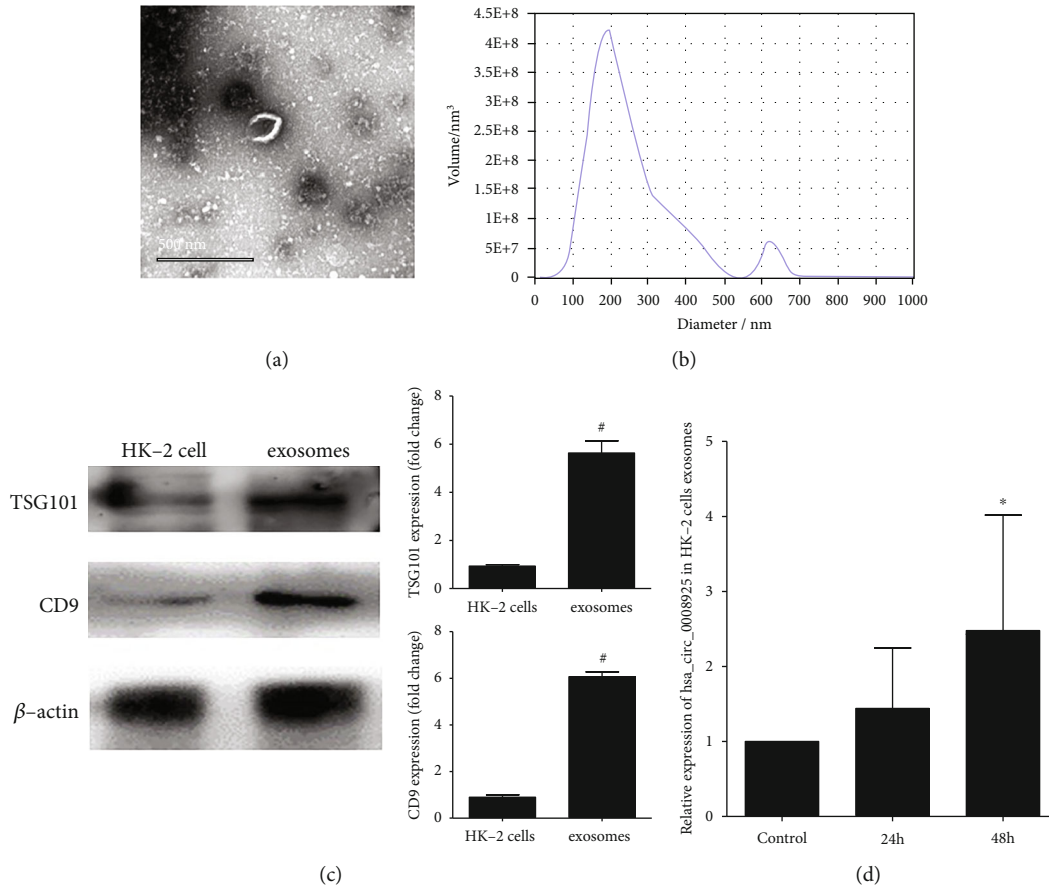 500 nm
(a)
4.5E+8
4E+8
3.5E+8
3E+8
2.5E+8
4E+8
1.5E+8
1E+8
5E+7
0
Volume/nm³
0 100 200 300 400 500 600 700 800 900 1000
Diameter / nm
(b)
HK–2 cell exosomes
TSG101
CD9
β–actin
TSG101 expression (fold change)
8
6
4
2
0
#
HK–2 cells exosomes
CD9 expression (fold change)
8
6
4
2
0
#
HK–2 cells exosomes
(c)
Relative expression of hsa_circ_0008925 in HK–2 cells exosomes
5
4
3
2
1
0
*
Control 24h 48h
(d)